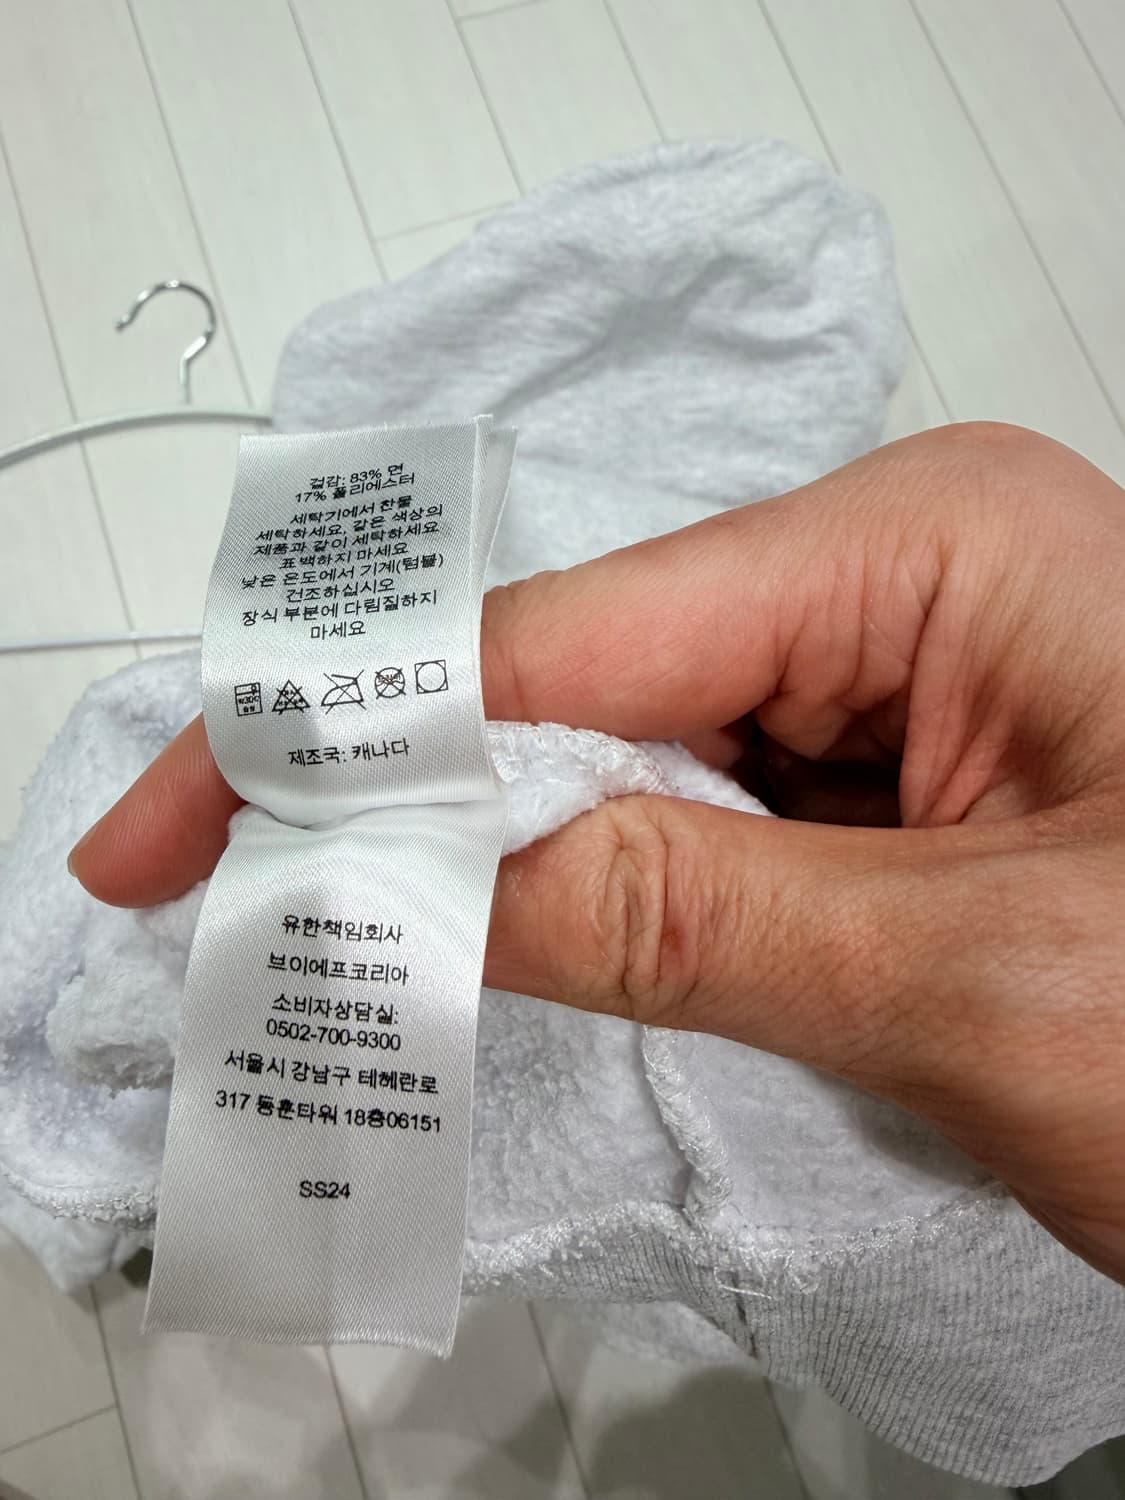 겉감: 83% 면
17% 폴리에스터
세탁기에서 찬물
세탁하세요, 같은 색상의
제품과 같이 세탁하세요
표백하지 마세요
낮은 온도에서 기계(텀블)
건조하십시오
장식 부분에 다림질하지
마세요
제조국: 캐나다
유한책임회사
브이에프코리아
소비자상담실:
0502-700-9300
서울시 강남구 테헤란로
317 동훈타워 18층06151
SS24